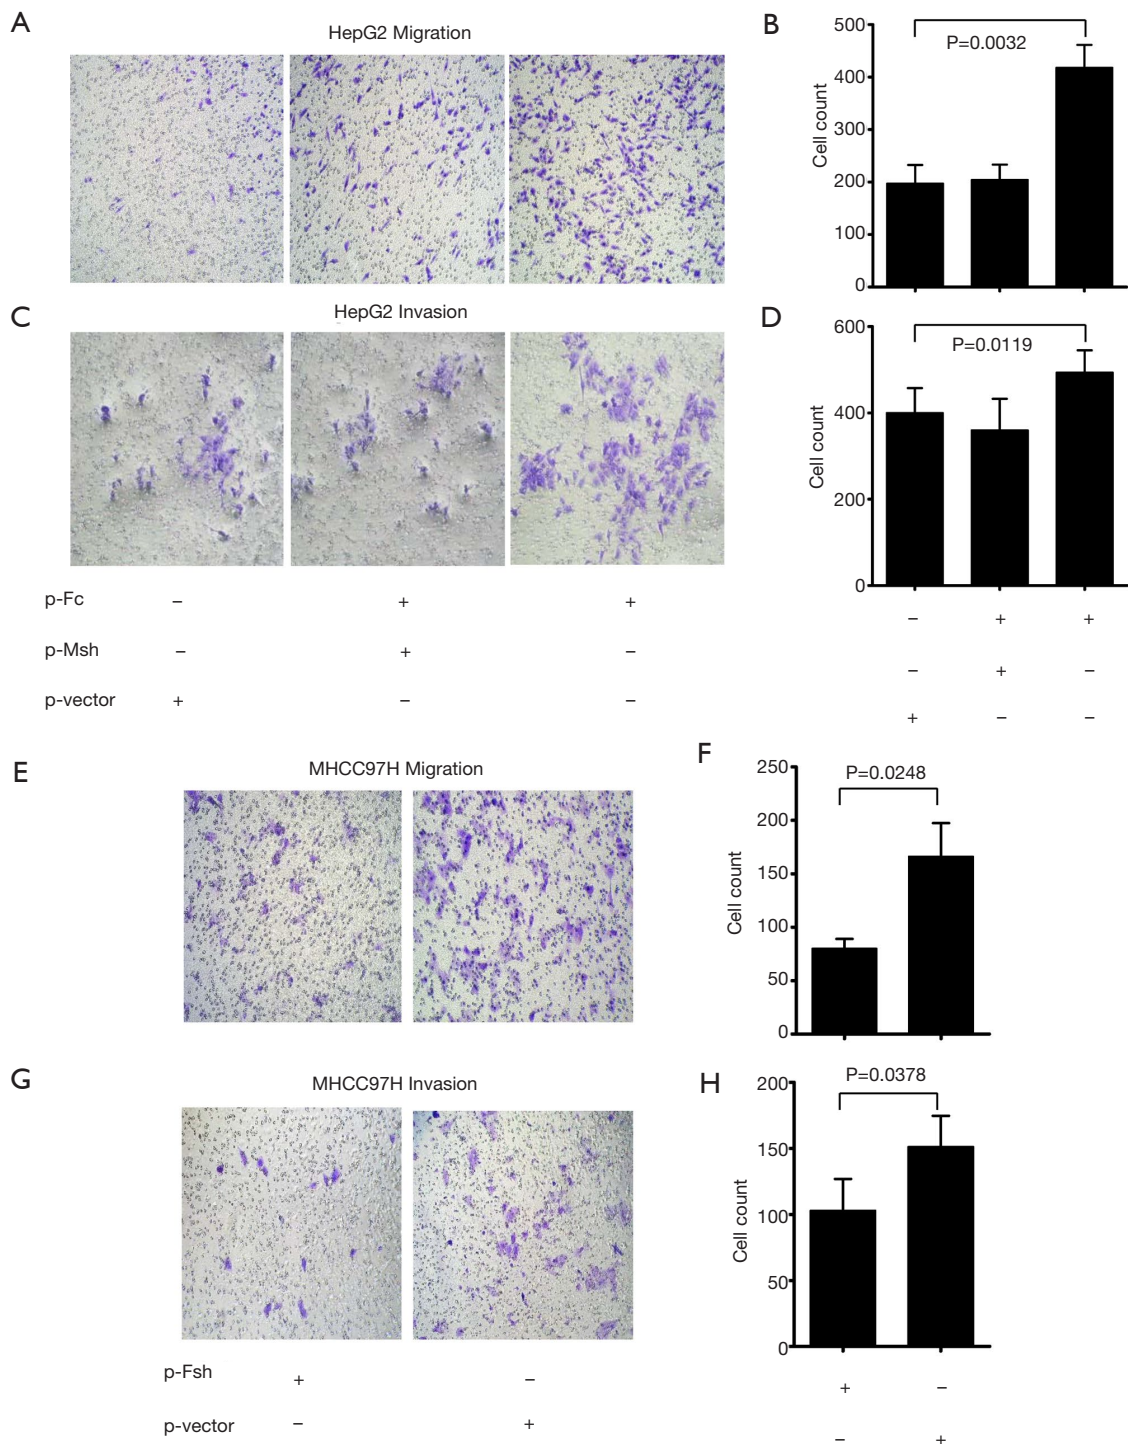 A
HepG2 Migration
B
500
400
300
200
100
0
Cell count
P=0.0032
C
HepG2 Invasion
D
600
400
200
0
Cell count
P=0.0119
p-Fc − + +
− + +
p-Msh − + −
− + −
p-vector + − −
+ − −
E
MHCC97H Migration
F
250
200
150
100
50
0
Cell count
P=0.0248
G
MHCC97H Invasion
H
200
150
100
50
0
Cell count
P=0.0378
p-Fsh + −
+ −
p-vector − +
− +